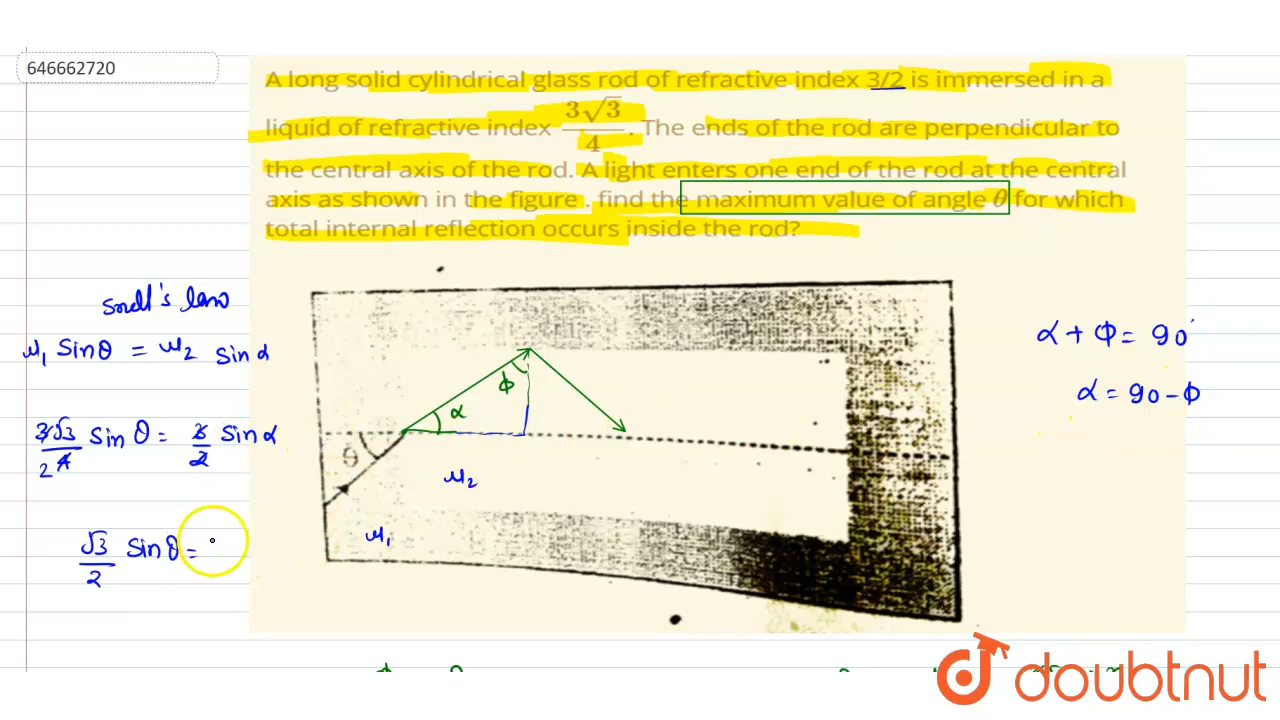 646662720
A long solid cylindrical glass rod of refractive index 3/2 is immersed in a
liquid of refractive index 3√3/4. The ends of the rod are perpendicular to
the central axis of the rod. A light enters one end of the rod at the central
axis as shown in the figure . find the maximum value of angle θ for which
total internal reflection occurs inside the rod?
Snell's law
μ₁ sinθ = μ₂ sinα
3√3/4 sinθ = 3/2 sinα
2
√3/2 sinθ =
θ
α
ϕ
μ₂
μ₁
α + ϕ = 90°
α = 90 - ϕ
doubtnut